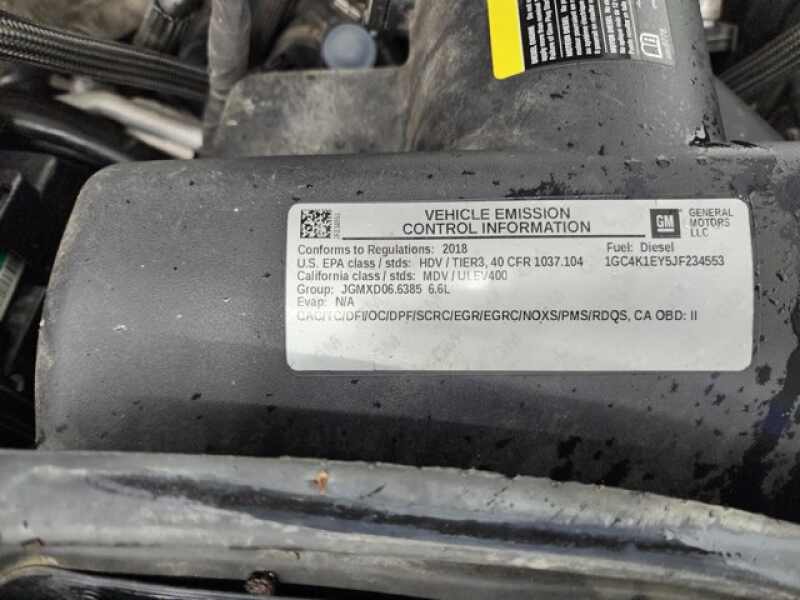 VEHICLE EMISSION
CONTROL INFORMATION
GM
GENERAL
MOTORS
LLC
Conforms to Regulations: 2018
Fuel: Diesel
U.S. EPA class / stds: HDV / TIER3, 40 CFR 1037.104
1GC4K1EY5JF234553
California class / stds: MDV / ULEV400
Group: JGMXD06.6385 6.6L
Evap: N/A
CAC/TC/DFI/OC/DPF/SCRC/EGR/EGRC/NOXS/PMS/RDQS, CA OBD: II